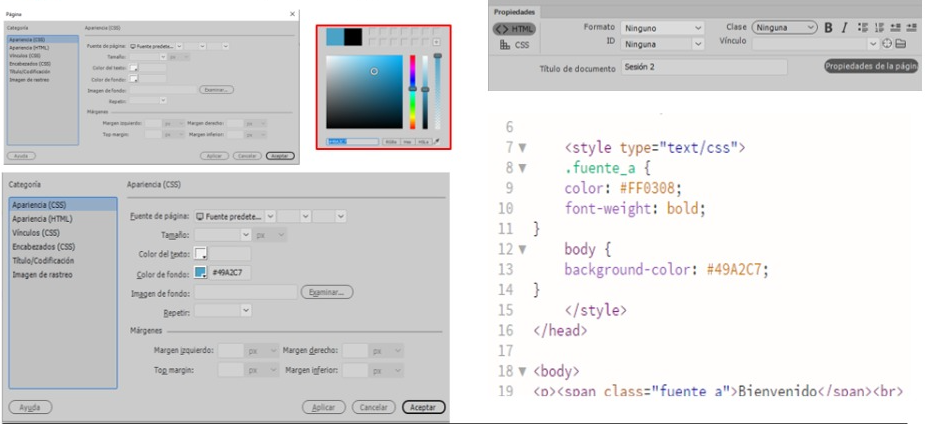 Página
Categoría
Apariencia (CSS)
Apariencia (CSS)
Apariencia (HTML)
Vínculos (CSS)
Encabezados (CSS)
Título/Codificación
Imagen de rastreo
Fuente de página: Fuente predete...
Tamaño: px
Color del texto:
Color de fondo:
Imagen de fondo: Examinar...
Repetir:
Márgenes
Margen izquierdo: px Margen derecho: px
Top margin: px Margen inferior: px
Ayuda Aplicar Cancelar Aceptar
#49A2C7 RGBa Hex HSLa
Propiedades
HTML
CSS
Formato Ninguno
ID Ninguna
Clase Ninguna B I
Vínculo
Título de documento Sesión 2
Propiedades de la página
Categoría
Apariencia (CSS)
Apariencia (CSS)
Apariencia (HTML)
Vínculos (CSS)
Encabezados (CSS)
Título/Codificación
Imagen de rastreo
Fuente de página: Fuente predete...
Tamaño: px
Color del texto:
Color de fondo: #49A2C7
Imagen de fondo: Examinar...
Repetir:
Márgenes
Margen izquierdo: px Margen derecho: px
Top margin: px Margen inferior: px
Ayuda Aplicar Cancelar Aceptar
6
7 <style type="text/css">
8 .fuente_a {
9 color: #FF0308;
10 font-weight: bold;
11 }
12 body {
13 background-color: #49A2C7;
14 }
15 </style>
16 </head>
17
18 <body>
19 <p><span class="fuente_a">Bienvenido</span><br>